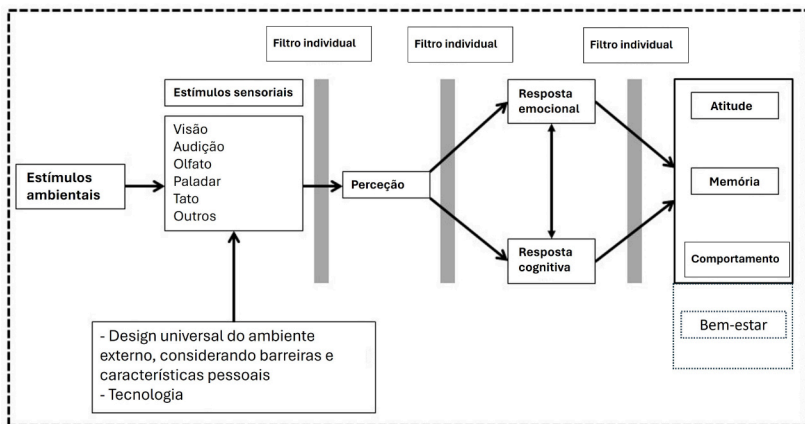 Filtro individual
Filtro individual
Filtro individual
Estímulos sensoriais
Visão
Audição
Olfato
Paladar
Tato
Outros
Estímulos
ambientais
Perceção
Resposta
emocional
Resposta
cognitiva
Atitude
Memória
Comportamento
Bem-estar
- Design universal do ambiente
externo, considerando barreiras e
características pessoais
- Tecnologia